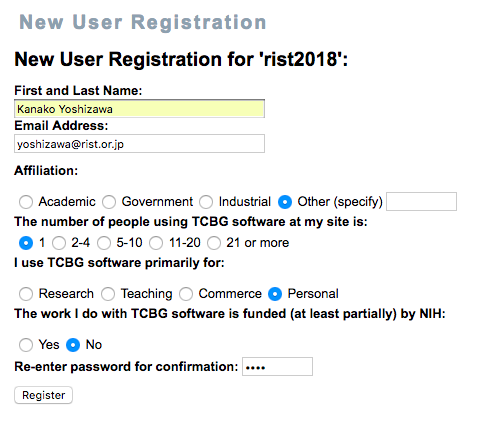 New User Registration
New User Registration for 'rist2018':
First and Last Name:
Kanako Yoshizawa
Email Address:
yoshizawa@rist.or.jp
Affiliation:
Academic Government Industrial Other (specify)
The number of people using TCBG software at my site is:
1 2-4 5-10 11-20 21 or more
I use TCBG software primarily for:
Research Teaching Commerce Personal
The work I do with TCBG software is funded (at least partially) by NIH:
Yes No
Re-enter password for confirmation: ••••
Register